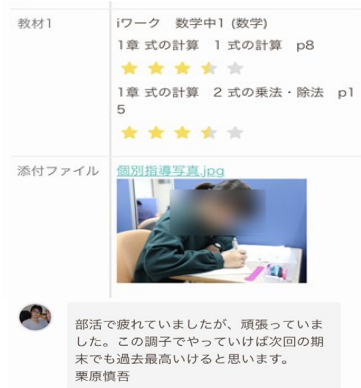 教材1
iワーク 数学中1 (数学)
1章 式の計算 1 式の計算 p8
1章 式の計算 2 式の乗法・除法 p1
5
添付ファイル
個別指導写真.jpg
部活で疲れていましたが、頑張っていま
した。この調子でやっていけば次回の期
末でも過去最高いけると思います。
栗原慎吾